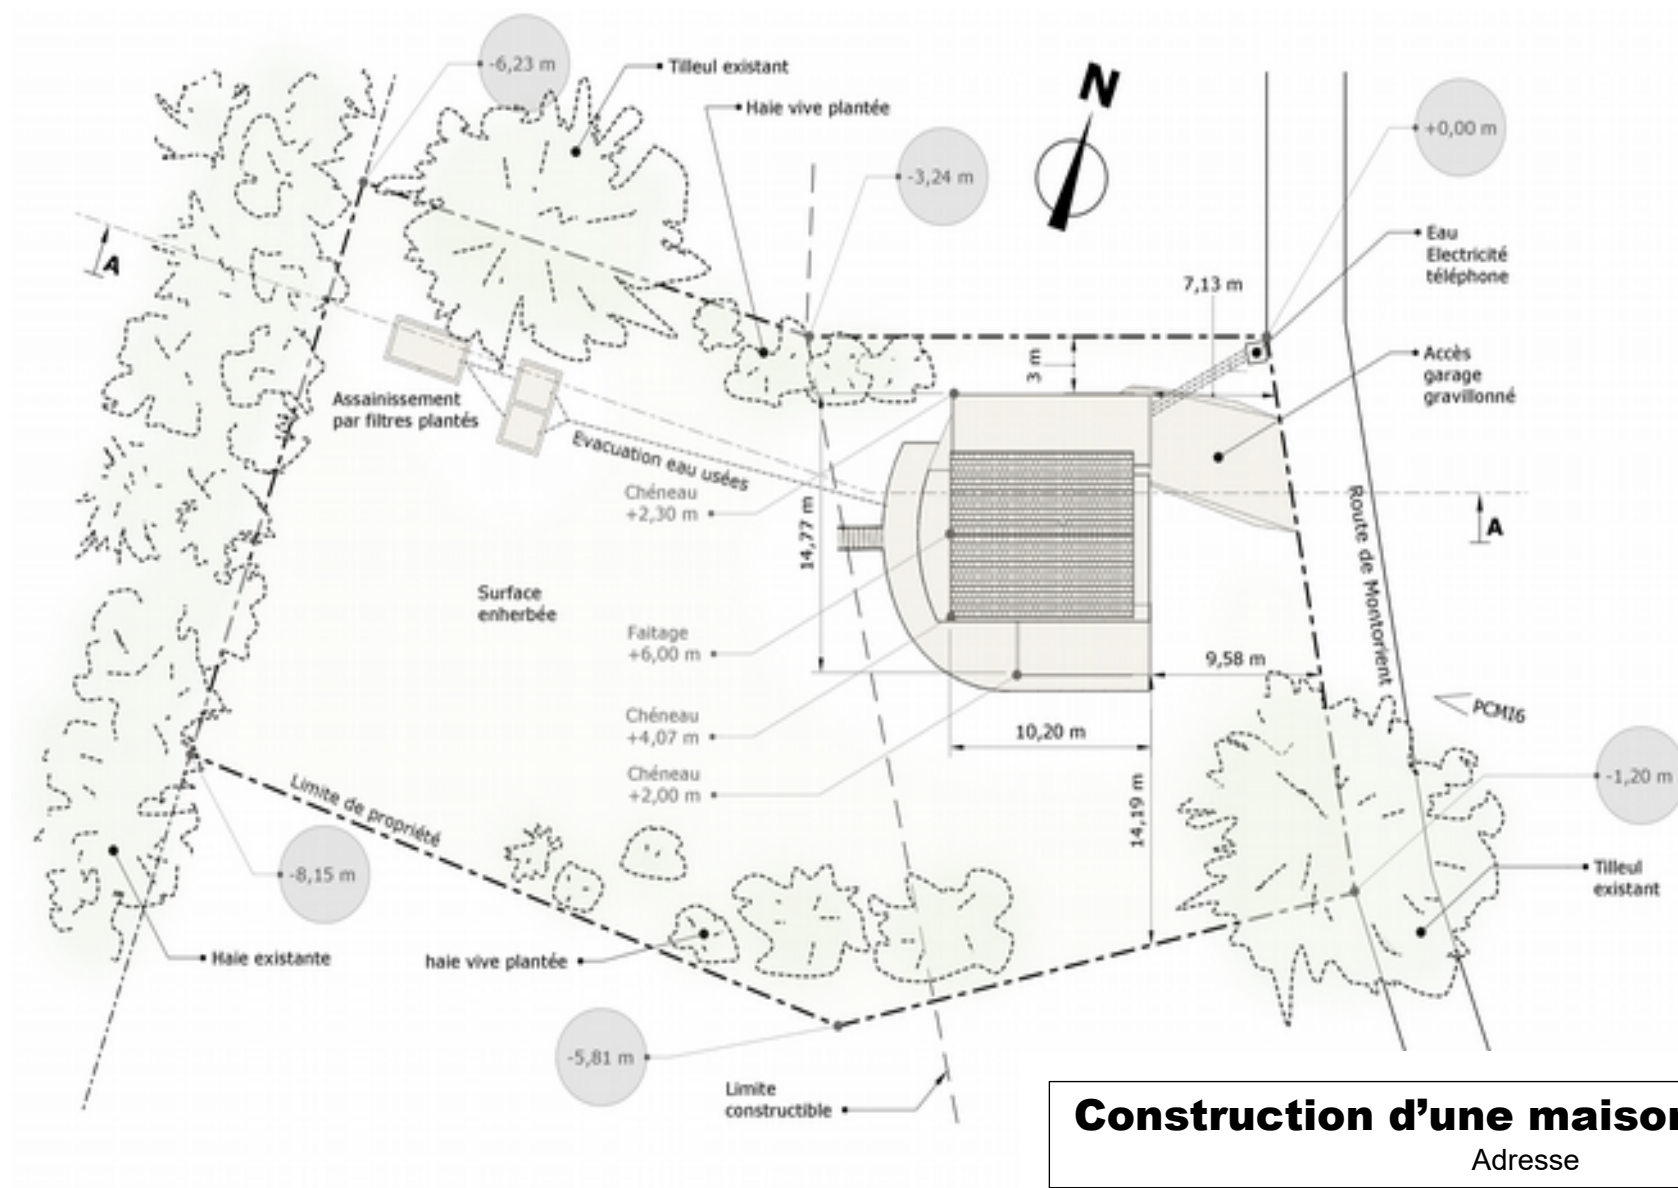 -6,23 m
Tilleul existant
Haie vive plantée
N
+0,00 m
-3,24 m
Eau
Electricité
téléphone
A
7,13 m
3 m
Accès
garage
gravillonné
Assainissement
par filtres plantés
Evacuation eau usées
Chéneau
+2,30 m
14,77 m
Route de Montorient
A
Surface
enherbée
Faitage
+6,00 m
9,58 m
Chéneau
+4,07 m
10,20 m
PCMI6
Chéneau
+2,00 m
-1,20 m
Limite de propriété
14,19 m
-8,15 m
Tilleul
existant
Haie existante
haie vive plantée
-5,81 m
Limite
constructible
Construction d’une maison
Adresse